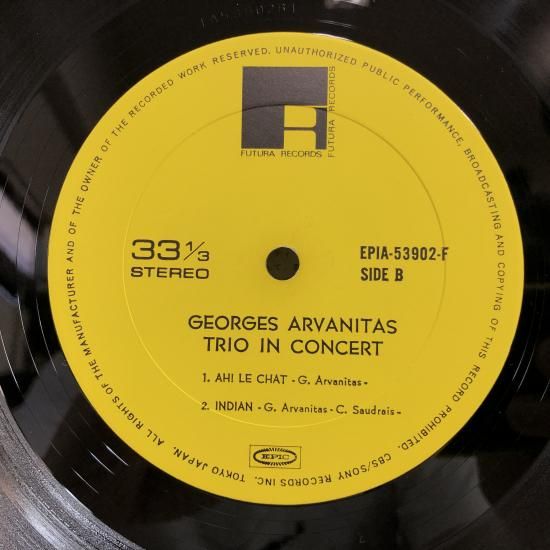 ALL RIGHTS OF THE MANUFACTURER AND OF THE OWNER OF THE RECORDED WORK RESERVED. UNAUTHORIZED PUBLIC PERFORMANCE, BROADCASTING AND COPYING OF THIS RECORD PROHIBITED. CBS/SONY RECORDS INC. TOKYO JAPAN.
FUTURA RECORDS
FUTURA RECORDS
33 1/3
STEREO
EPIA-53902-F
SIDE B
GEORGES ARVANITAS
TRIO IN CONCERT
1. AH! LE CHAT - G. Arvanitas -
2. INDIAN - G. Arvanitas - C. Saudrais -
EPIC